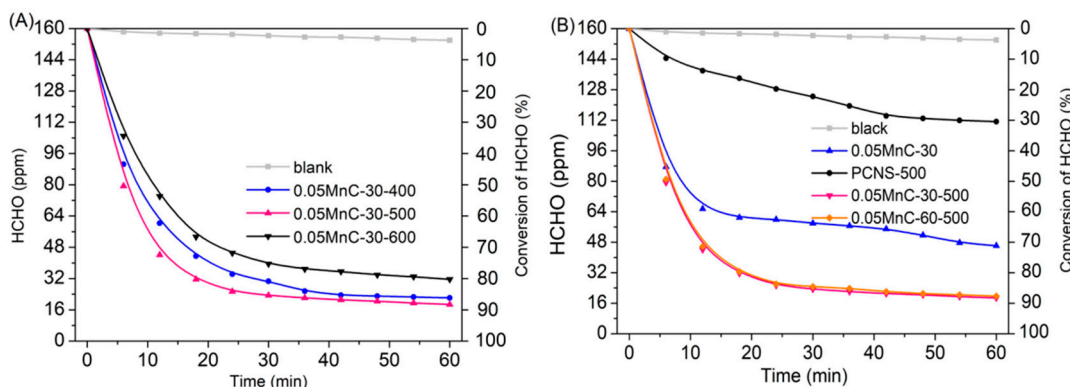 (A)
160
144
128
112
96
80
64
48
32
16
0
HCHO (ppm)
0
10
20
30
40
50
60
70
80
90
100
Conversion of HCHO (%)
blank
0.05MnC-30-400
0.05MnC-30-500
0.05MnC-30-600
0 10 20 30 40 50 60
Time (min)
(B)
160
144
128
112
96
80
64
48
32
16
0
HCHO (ppm)
0
10
20
30
40
50
60
70
80
90
100
Conversion of HCHO (%)
black
0.05MnC-30
PCNS-500
0.05MnC-30-500
0.05MnC-60-500
0 10 20 30 40 50 60
Time (min)